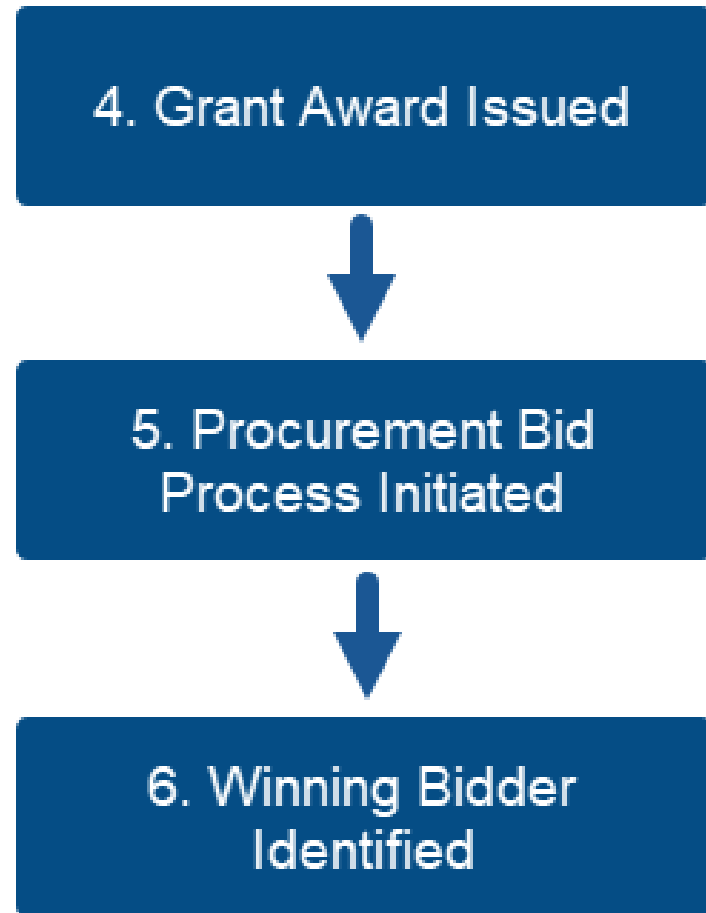 4. Grant Award Issued
5. Procurement Bid
Process Initiated
6. Winning Bidder
Identified